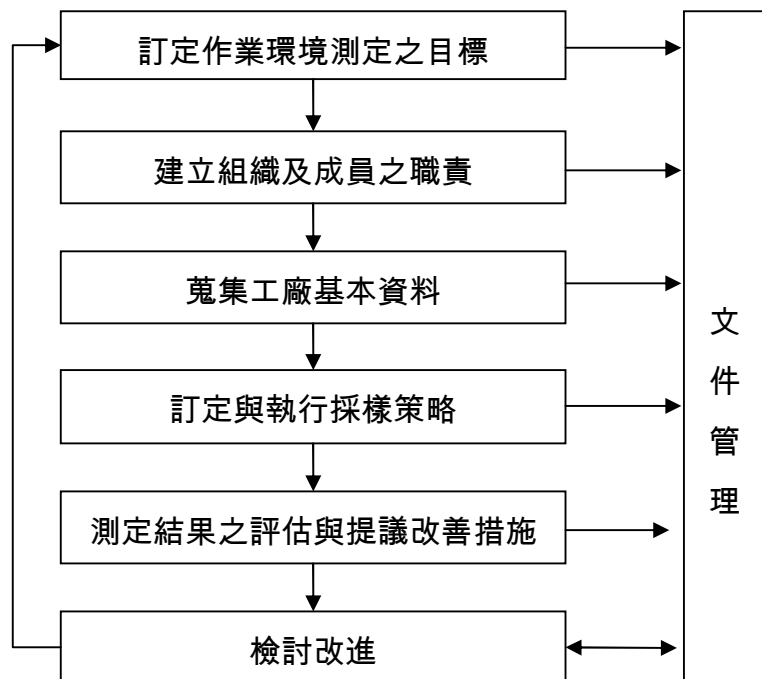 訂定作業環境測定之目標
建立組織及成員之職責
蒐集工廠基本資料
訂定與執行採樣策略
測定結果之評估與提議改善措施
檢討改進
文件管理